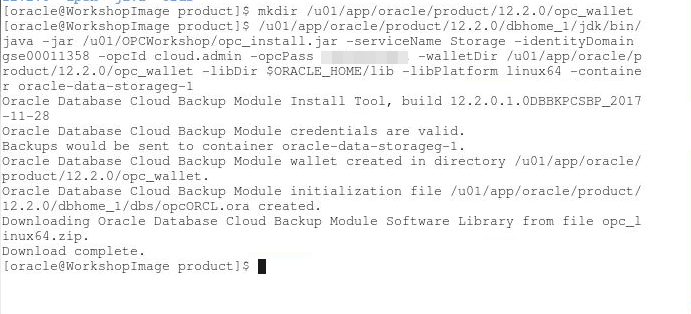 [oracle@WorkshopImage product]$ mkdir /u01/app/oracle/product/12.2.0/opc_wallet
[oracle@WorkshopImage product]$ /u01/app/oracle/product/12.2.0/dbhome_1/jdk/bin/
java -jar /u01/OPCWorkshop/opc_install.jar -serviceName Storage -identityDomain
gse00011358 -opcId cloud.admin -opcPass -walletDir /u01/app/oracle/p
roduct/12.2.0/opc_wallet -libDir $ORACLE_HOME/lib -libPlatform linux64 -containe
r oracle-data-storageg-1
Oracle Database Cloud Backup Module Install Tool, build 12.2.0.1.0DBBKPCSBP_2017
-11-28
Oracle Database Cloud Backup Module credentials are valid.
Backups would be sent to container oracle-data-storageg-1.
Oracle Database Cloud Backup Module wallet created in directory /u01/app/oracle/
product/12.2.0/opc_wallet.
Oracle Database Cloud Backup Module initialization file /u01/app/oracle/product/
12.2.0/dbhome_1/dbs/opcORCL.ora created.
Downloading Oracle Database Cloud Backup Module Software Library from file opc_l
inux64.zip.
Download complete.
[oracle@WorkshopImage product]$